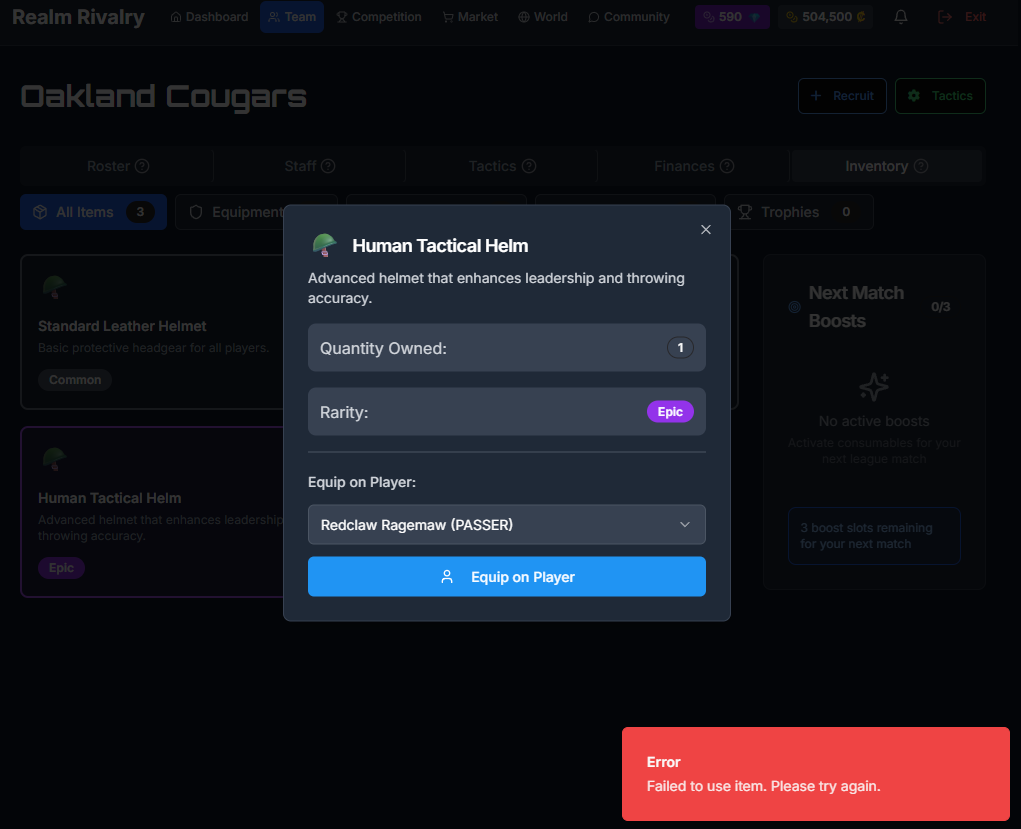 Realm Rivalry
Dashboard
Team
Competition
Market
World
Community
590
504,500
Exit
Oakland Cougars
Recruit
Tactics
Roster
Staff
Tactics
Finances
Inventory
All Items 3
Equipment
Trophies 0
Standard Leather Helmet
Basic protective headgear for all players.
Common
Human Tactical Helm
Advanced helmet that enhances leadership
throwing accuracy.
Epic
Human Tactical Helm
Advanced helmet that enhances leadership and throwing
accuracy.
Quantity Owned: 1
Rarity: Epic
Equip on Player:
Redclaw Ragemaw (PASSER)
Equip on Player
Next Match
Boosts
0/3
No active boosts
Activate consumables for your
next league match
3 boost slots remaining
for your next match
Error
Failed to use item. Please try again.